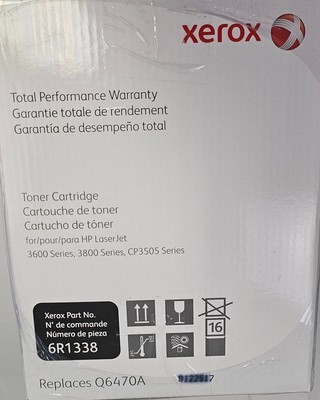 xerox
Total Performance Warranty
Garantie totale de rendement
Garantía de desempeño total
Toner Cartridge
Cartouche de toner
Cartucho de tóner
for/pour/para HP LaserJet
3600 Series, 3800 Series, CP3505 Series
Xerox Part No.
N° de commande
Número de pieza
6R1338
16
Replaces Q6470A